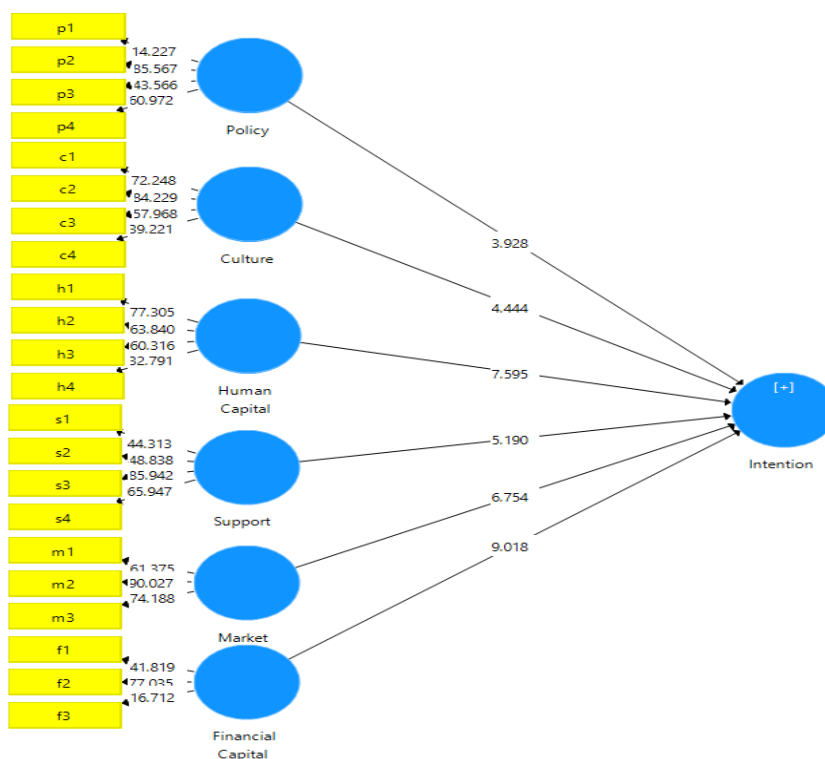 p1
p2
p3
p4
14.227
85.567
43.566
60.972
Policy
c1
c2
c3
c4
72.248
84.229
57.968
39.221
Culture
h1
h2
h3
h4
77.305
63.840
60.316
32.791
Human
Capital
s1
s2
s3
s4
44.313
48.838
85.942
65.947
Support
m1
m2
m3
61.375
90.027
74.188
Market
f1
f2
f3
41.819
77.035
16.712
Financial
Capital
3.928
4.444
7.595
5.190
6.754
9.018
[+]
Intention